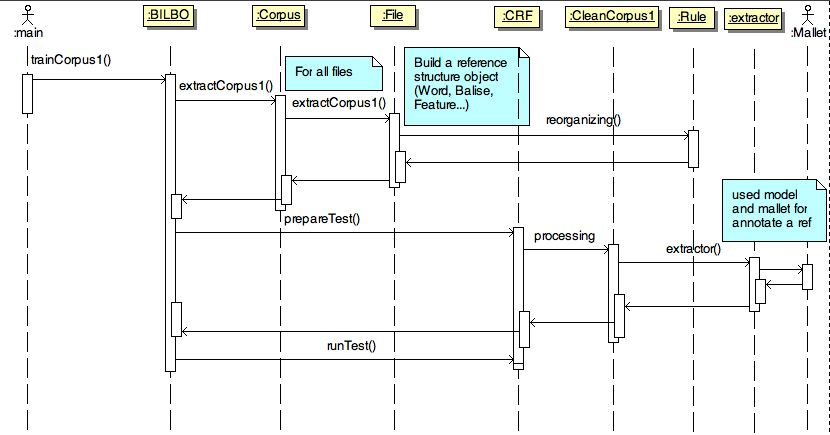 :main
:BILBO
:Corpus
:File
:CRF
:CleanCorpus1
:Rule
:extractor
:Mallet
trainCorpus1()
For all files
Build a reference
structure object
(Word, Balise,
Feature...)
extractCorpus1()
extractCorpus1()
reorganizing()
used model
and mallet for
annotate a ref
prepareTest()
processing
extractor()
runTest()